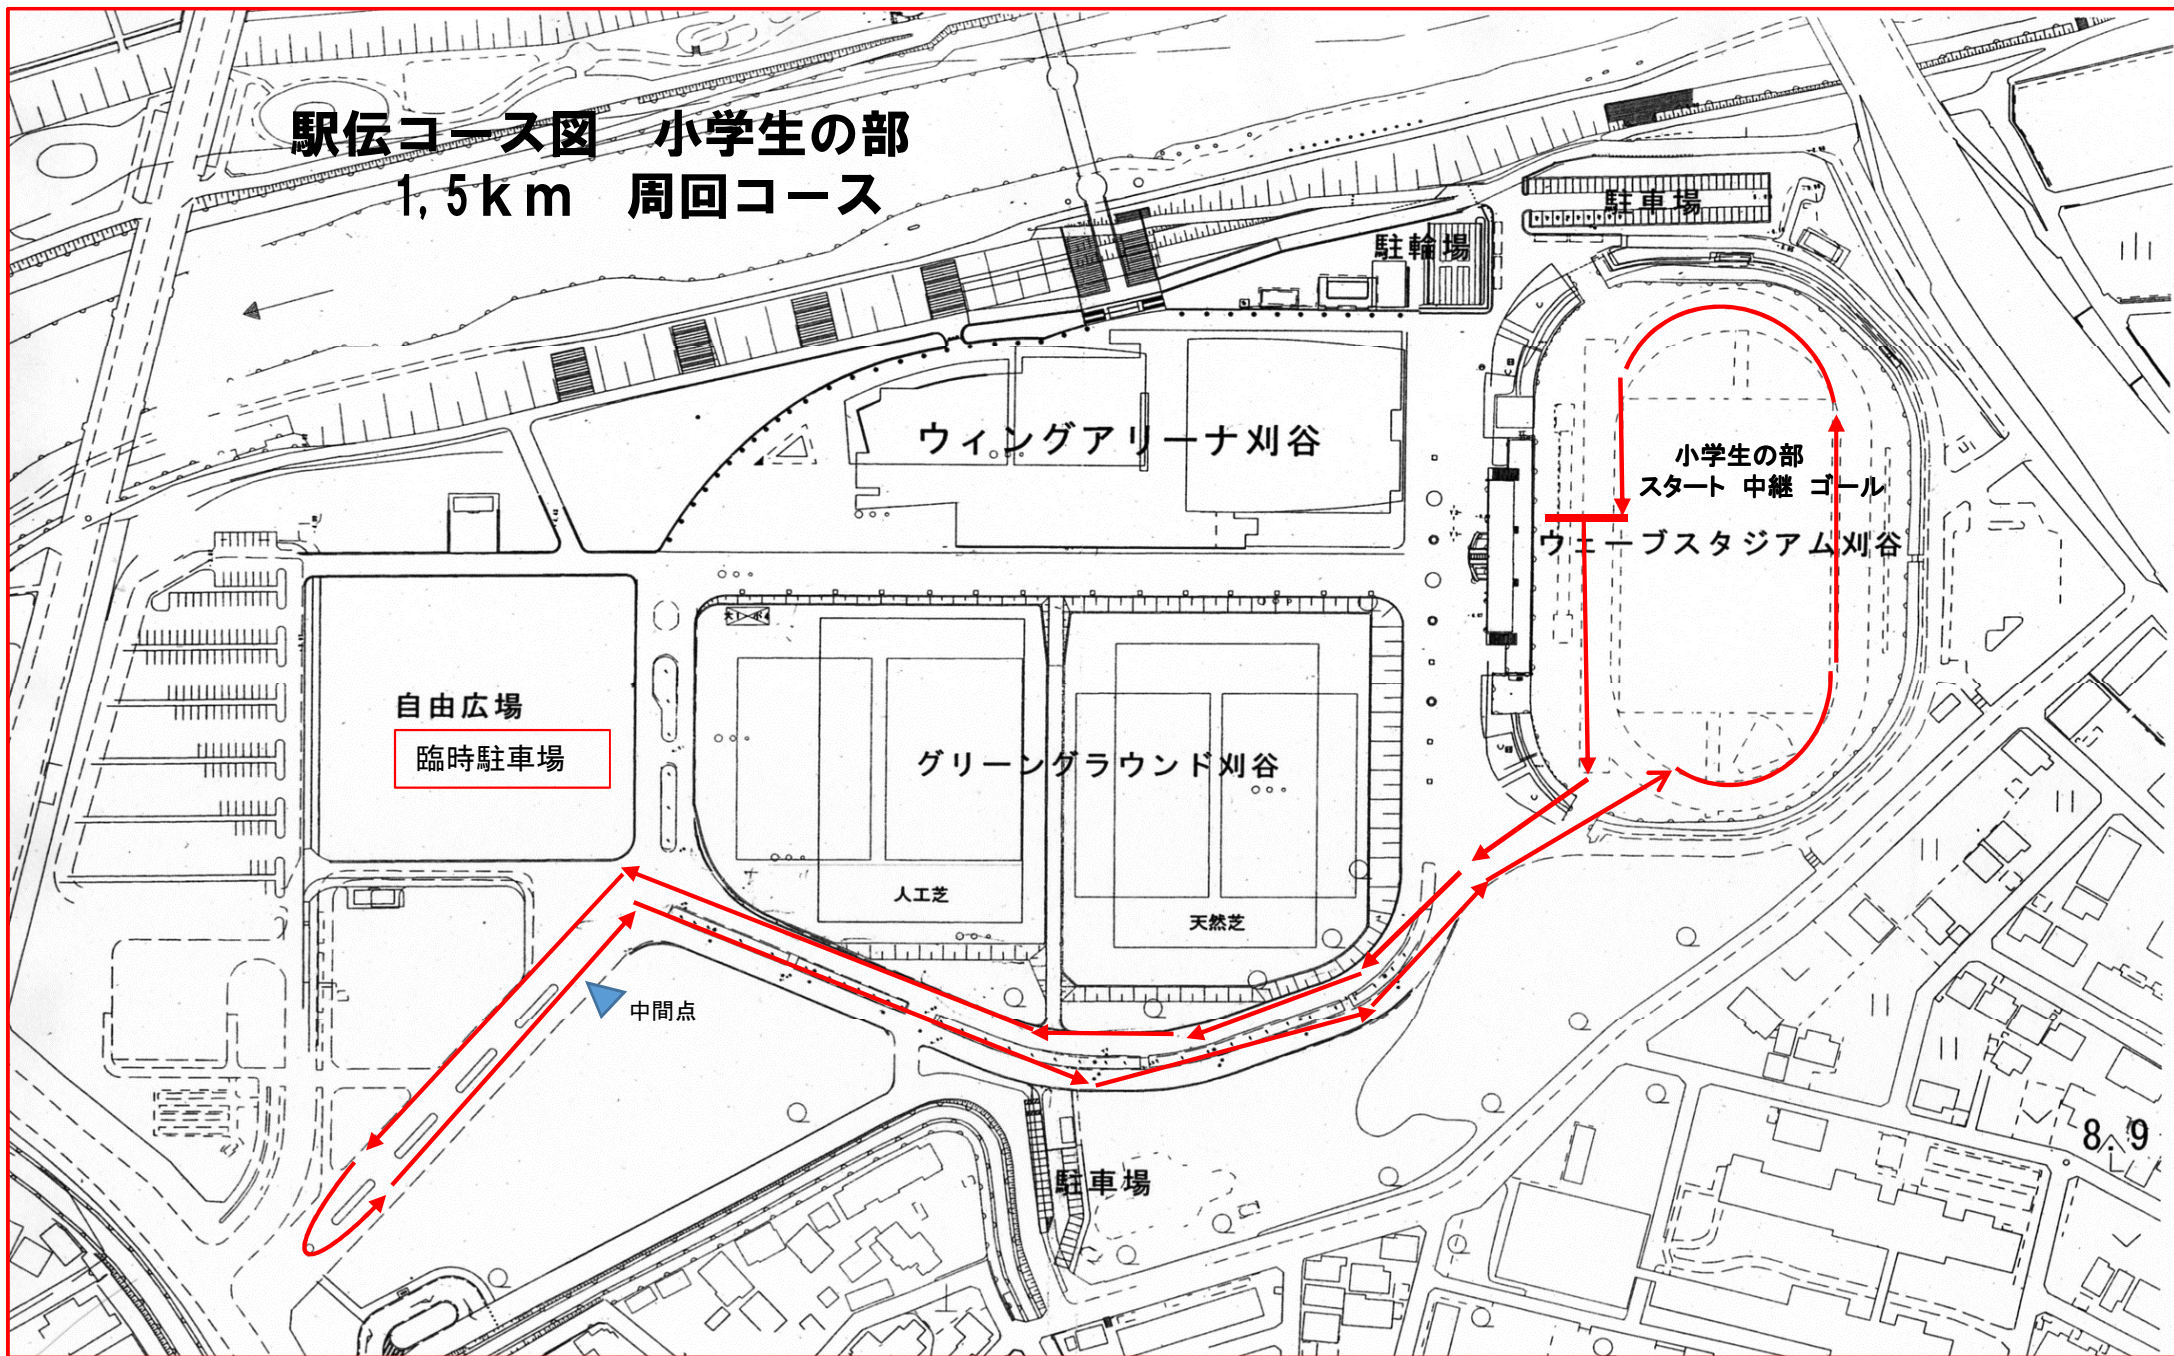 駅伝コース図　小学生の部
1,5ｋｍ　周回コース
駐車場
駐輪場
ウィングアリーナ刈谷
小学生の部
スタート 中継 ゴール
ウェーブスタジアム刈谷
自由広場
臨時駐車場
グリーングラウンド刈谷
人工芝
天然芝
中間点
駐車場
8.9